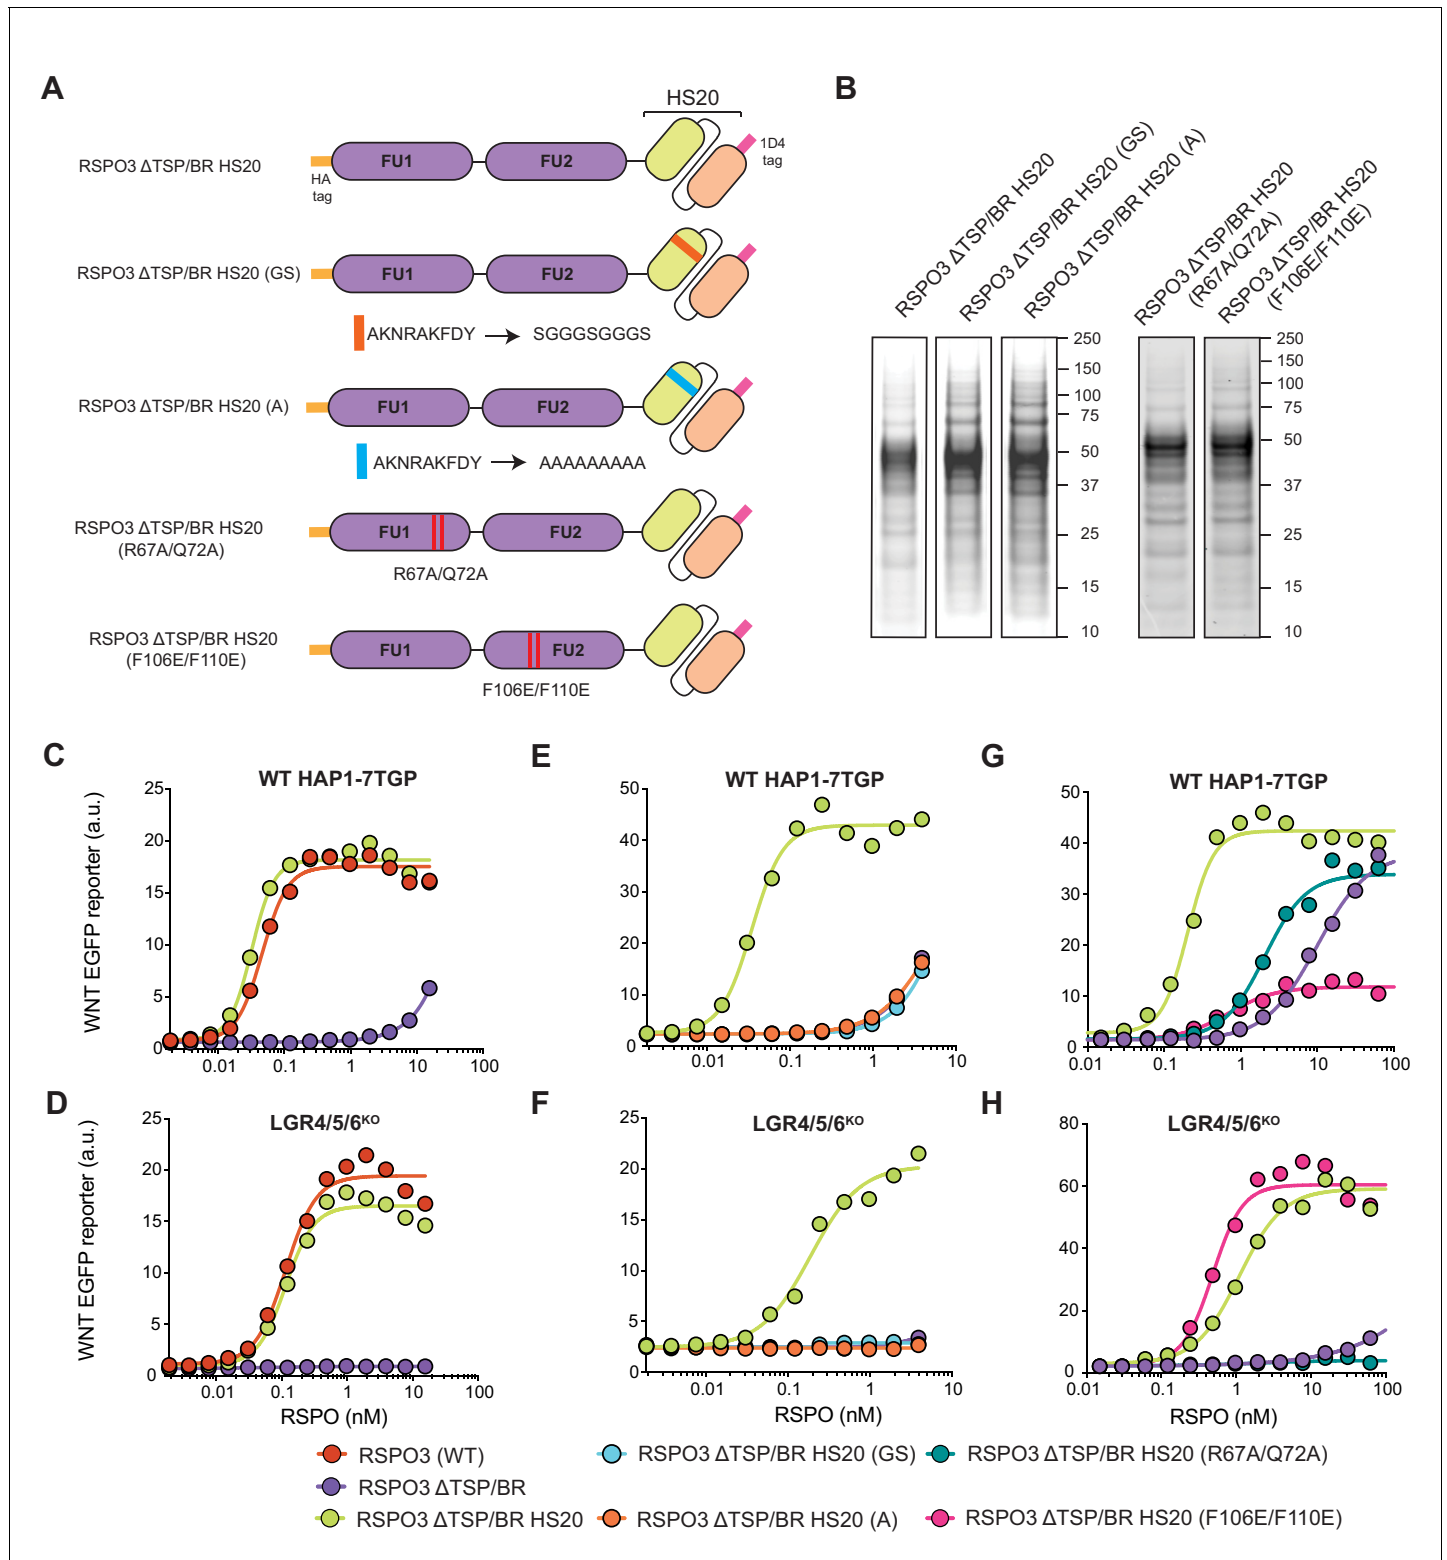 A
HS20
RSPO3 ΔTSP/BR HS20
FU1
FU2
HA
tag
1D4
tag
RSPO3 ΔTSP/BR HS20 (GS)
FU1
FU2
AKNRAKFDY → SGGGSGGGS
RSPO3 ΔTSP/BR HS20 (A)
FU1
FU2
AKNRAKFDY → AAAAAAAAA
RSPO3 ΔTSP/BR HS20
(R67A/Q72A)
FU1
FU2
R67A/Q72A
RSPO3 ΔTSP/BR HS20
(F106E/F110E)
FU1
FU2
F106E/F110E
B
RSPO3 ΔTSP/BR HS20
RSPO3 ΔTSP/BR HS20 (GS)
RSPO3 ΔTSP/BR HS20 (A)
RSPO3 ΔTSP/BR HS20
(R67A/Q72A)
RSPO3 ΔTSP/BR HS20
(F106E/F110E)
250
150
100
75
50
37
25
15
10
250
150
100
75
50
37
25
15
10
C
WT HAP1-7TGP
WNT EGFP reporter (a.u.)
25
20
15
10
5
0
0.01 0.1 1 10 100
E
WT HAP1-7TGP
50
40
30
20
10
0
0.01 0.1 1 10
G
WT HAP1-7TGP
50
40
30
20
10
0
0.01 0.1 1 10 100
D
LGR4/5/6KO
WNT EGFP reporter (a.u.)
25
20
15
10
5
0
0.01 0.1 1 10 100
RSPO (nM)
F
LGR4/5/6KO
25
20
15
10
5
0
0.01 0.1 1 10
RSPO (nM)
H
LGR4/5/6KO
80
60
40
20
0
0.01 0.1 1 10 100
RSPO (nM)
RSPO3 (WT)
RSPO3 ΔTSP/BR
RSPO3 ΔTSP/BR HS20
RSPO3 ΔTSP/BR HS20 (GS)
RSPO3 ΔTSP/BR HS20 (A)
RSPO3 ΔTSP/BR HS20 (R67A/Q72A)
RSPO3 ΔTSP/BR HS20 (F106E/F110E)